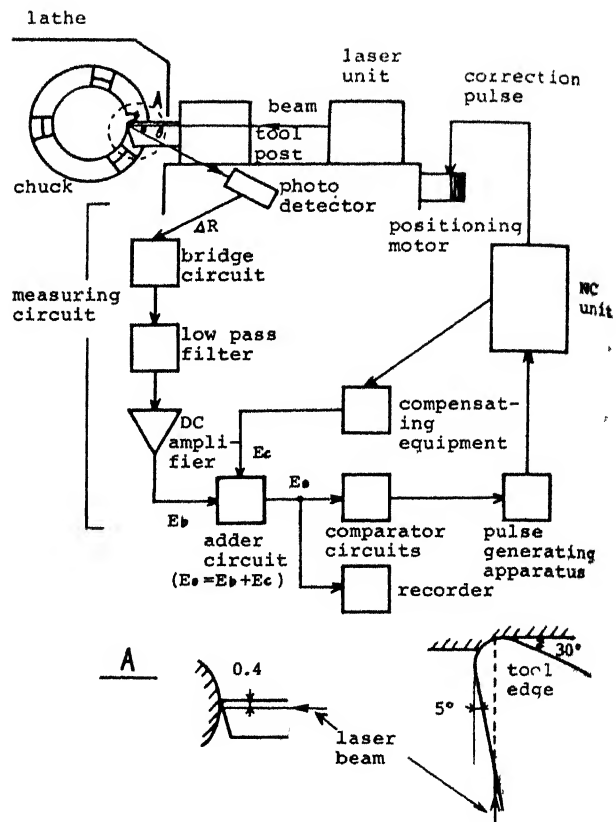 lathe
laser
unit
correction
pulse
beam
A
tool
post
chuck
photo
detector
positioning
motor
ΔR
bridge
circuit
measuring
circuit
NC
unit
low pass
filter
compensat-
ing
equipment
DC
ampli-
fier
Ec
Eo
Eb
adder
circuit
(Eo=Eb+Ec)
comparator
circuits
pulse
generating
apparatus
recorder
A
0.4
30°
tool
edge
5°
laser
beam